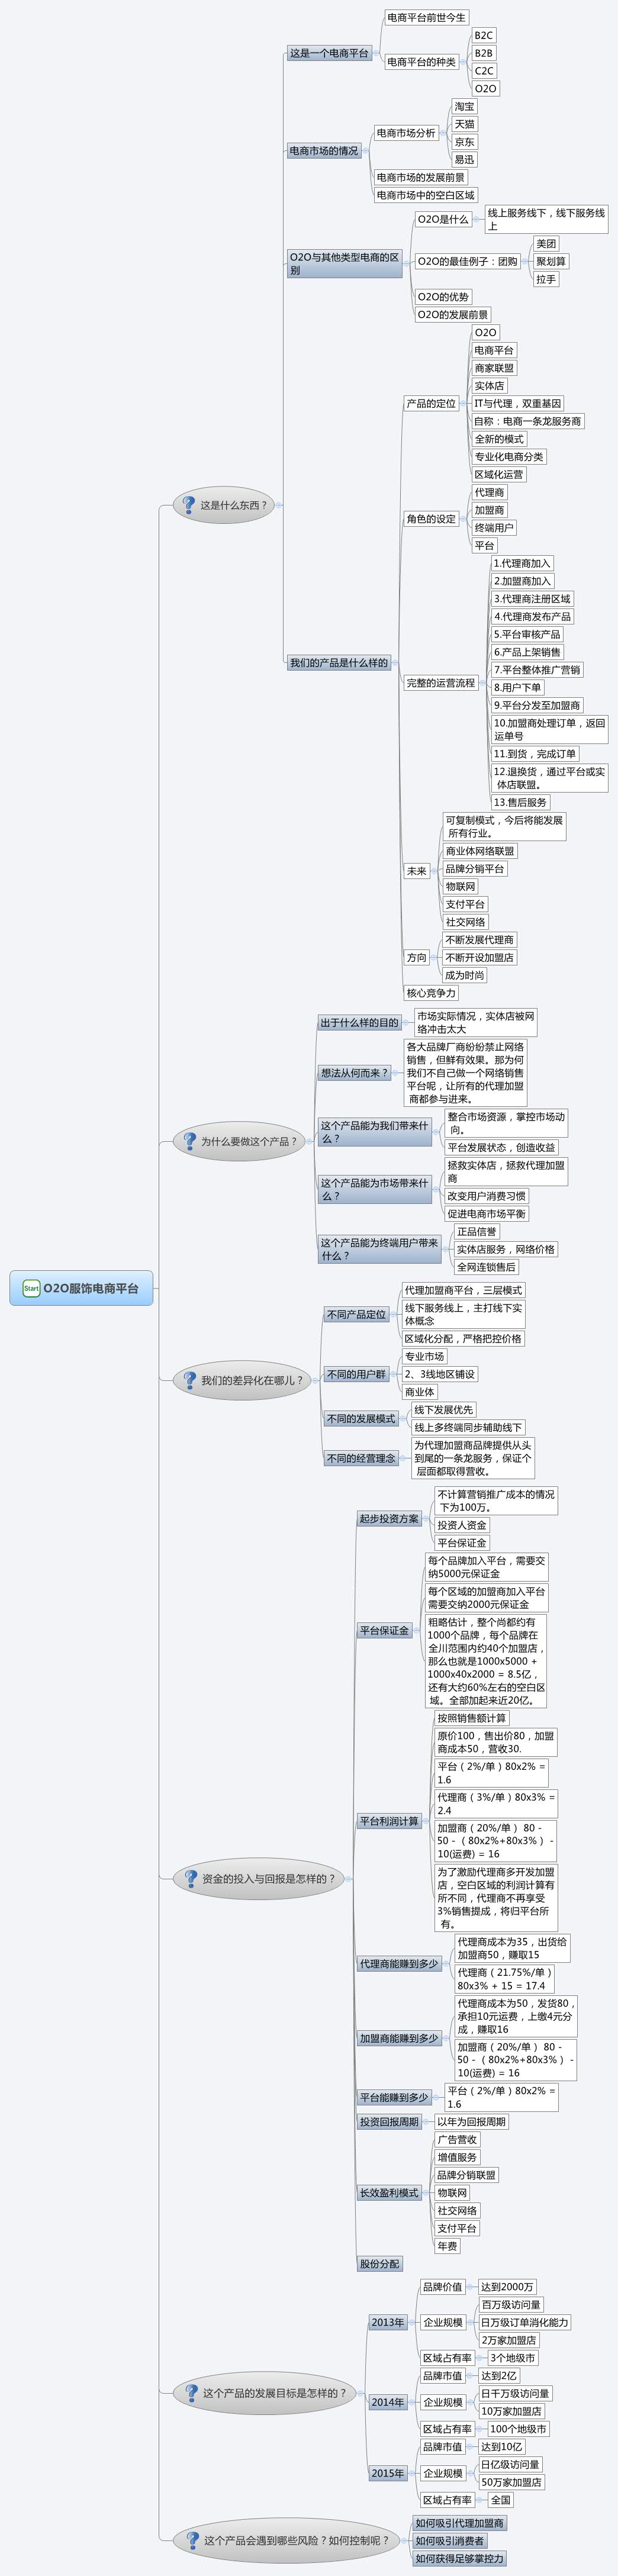 电商平台前世今生
这是一个电商平台
电商平台的种类
B2C
B2B
C2C
O2O
电商市场的情况
电商市场分析
淘宝
天猫
京东
易迅
电商市场的发展前景
电商市场中的空白区域
O2O与其他类型电商的区
别
O2O是什么
线上服务线下，线下服务线
上
O2O的最佳例子：团购
美团
聚划算
拉手
O2O的优势
O2O的发展前景
这是什么东西？
我们的产品是什么样的
产品的定位
O2O
电商平台
商家联盟
实体店
IT与代理，双重基因
自称：电商一条龙服务商
全新的模式
专业化电商分类
区域化运营
角色的设定
代理商
加盟商
终端用户
平台
完整的运营流程
1.代理商加入
2.加盟商加入
3.代理商注册区域
4.代理商发布产品
5.平台审核产品
6.产品上架销售
7.平台整体推广营销
8.用户下单
9.平台分发至加盟商
10.加盟商处理订单，返回
运单号
11.到货，完成订单
12.退换货，通过平台或实
体店联盟。
13.售后服务
未来
可复制模式，今后将能发展
所有行业。
商业体网络联盟
品牌分销平台
物联网
支付平台
社交网络
方向
不断发展代理商
不断开设加盟店
成为时尚
核心竞争力
为什么要做这个产品？
出于什么样的目的
市场实际情况，实体店被网
络冲击太大
想法从何而来？
各大品牌厂商纷纷禁止网络
销售，但鲜有效果。那为何
我们不自己做一个网络销售
平台呢，让所有的代理加盟
商都参与进来。
这个产品能为我们带来什
么？
整合市场资源，掌控市场动
向。
平台发展状态，创造收益
这个产品能为市场带来什
么？
拯救实体店，拯救代理加盟
商
改变用户消费习惯
促进电商市场平衡
这个产品能为终端用户带来
什么？
正品信誉
实体店服务，网络价格
全网连锁售后
Start
O2O服饰电商平台
我们的差异化在哪儿？
不同产品定位
代理加盟商平台，三层模式
线下服务线上，主打线下实
体概念
区域化分配，严格把控价格
不同的用户群
专业市场
2、3线地区铺设
商业体
不同的发展模式
线下发展优先
线上多终端同步辅助线下
不同的经营理念
为代理加盟商品牌提供从头
到尾的一条龙服务，保证个
层面都取得营收。
资金的投入与回报是怎样的？
起步投资方案
不计算营销推广成本的情况
下为100万。
投资人资金
平台保证金
平台保证金
每个品牌加入平台，需要交
纳5000元保证金
每个区域的加盟商加入平台
需要交纳2000元保证金
粗略估计，整个尚都约有
1000个品牌，每个品牌在
全川范围内约40个加盟店，
那么也就是1000x5000 +
1000x40x2000 = 8.5亿，
还有大约60%左右的空白区
域。全部加起来近20亿。
平台利润计算
按照销售额计算
原价100，售出价80，加盟
商成本50，营收30.
平台（2%/单）80x2% =
1.6
代理商（3%/单）80x3% =
2.4
加盟商（20%/单） 80 -
50 -（80x2%+80x3%） -
10(运费) = 16
为了激励代理商多开发加盟
店，空白区域的利润计算有
所不同，代理商不再享受
3%销售提成，将归平台所
有。
代理商能赚到多少
代理商成本为35，出货给
加盟商50，赚取15
代理商（21.75%/单）
80x3% + 15 = 17.4
加盟商能赚到多少
代理商成本为50，发货80，
承担10元运费，上缴4元分
成，赚取16
加盟商（20%/单） 80 -
50 -（80x2%+80x3%） -
10(运费) = 16
平台能赚到多少
平台（2%/单）80x2% =
1.6
投资回报周期
以年为回报周期
长效盈利模式
广告营收
增值服务
品牌分销联盟
物联网
社交网络
支付平台
年费
股份分配
这个产品的发展目标是怎样的？
2013年
品牌价值
达到2000万
企业规模
百万级访问量
日万级订单消化能力
2万家加盟店
区域占有率
3个地级市
2014年
品牌市值
达到2亿
企业规模
日千万级访问量
10万家加盟店
区域占有率
100个地级市
2015年
品牌市值
达到10亿
企业规模
日亿级访问量
50万家加盟店
区域占有率
全国
这个产品会遇到哪些风险？如何控制呢？
如何吸引代理加盟商
如何吸引消费者
如何获得足够掌控力